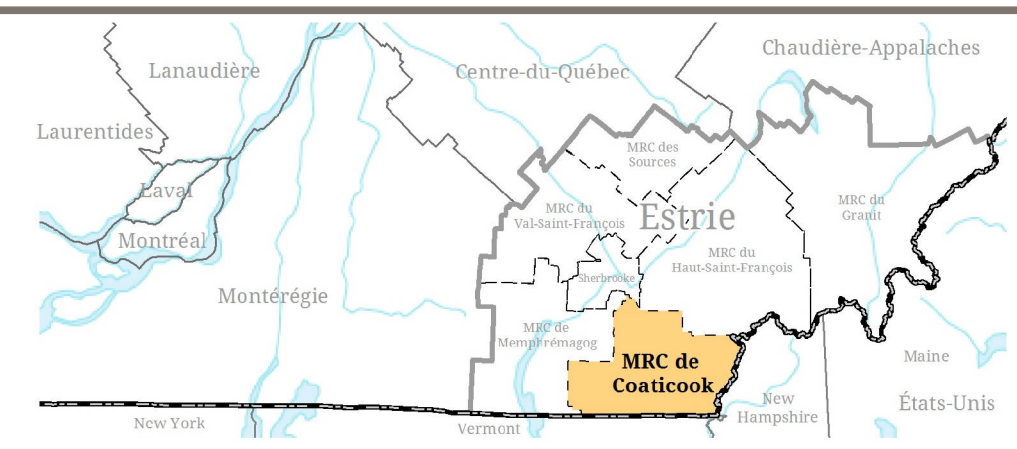 Lanaudière
Centre-du-Québec
Chaudière-Appalaches
Laurentides
MRC des
Sources
Laval
MRC du
Val-Saint-François
Estrie
MRC du
Granit
Montréal
MRC du
Haut-Saint-François
Sherbrooke
Montérégie
MRC de
Memphrémagog
MRC de
Coaticook
Maine
États-Unis
New
Hampshire
New York
Vermont